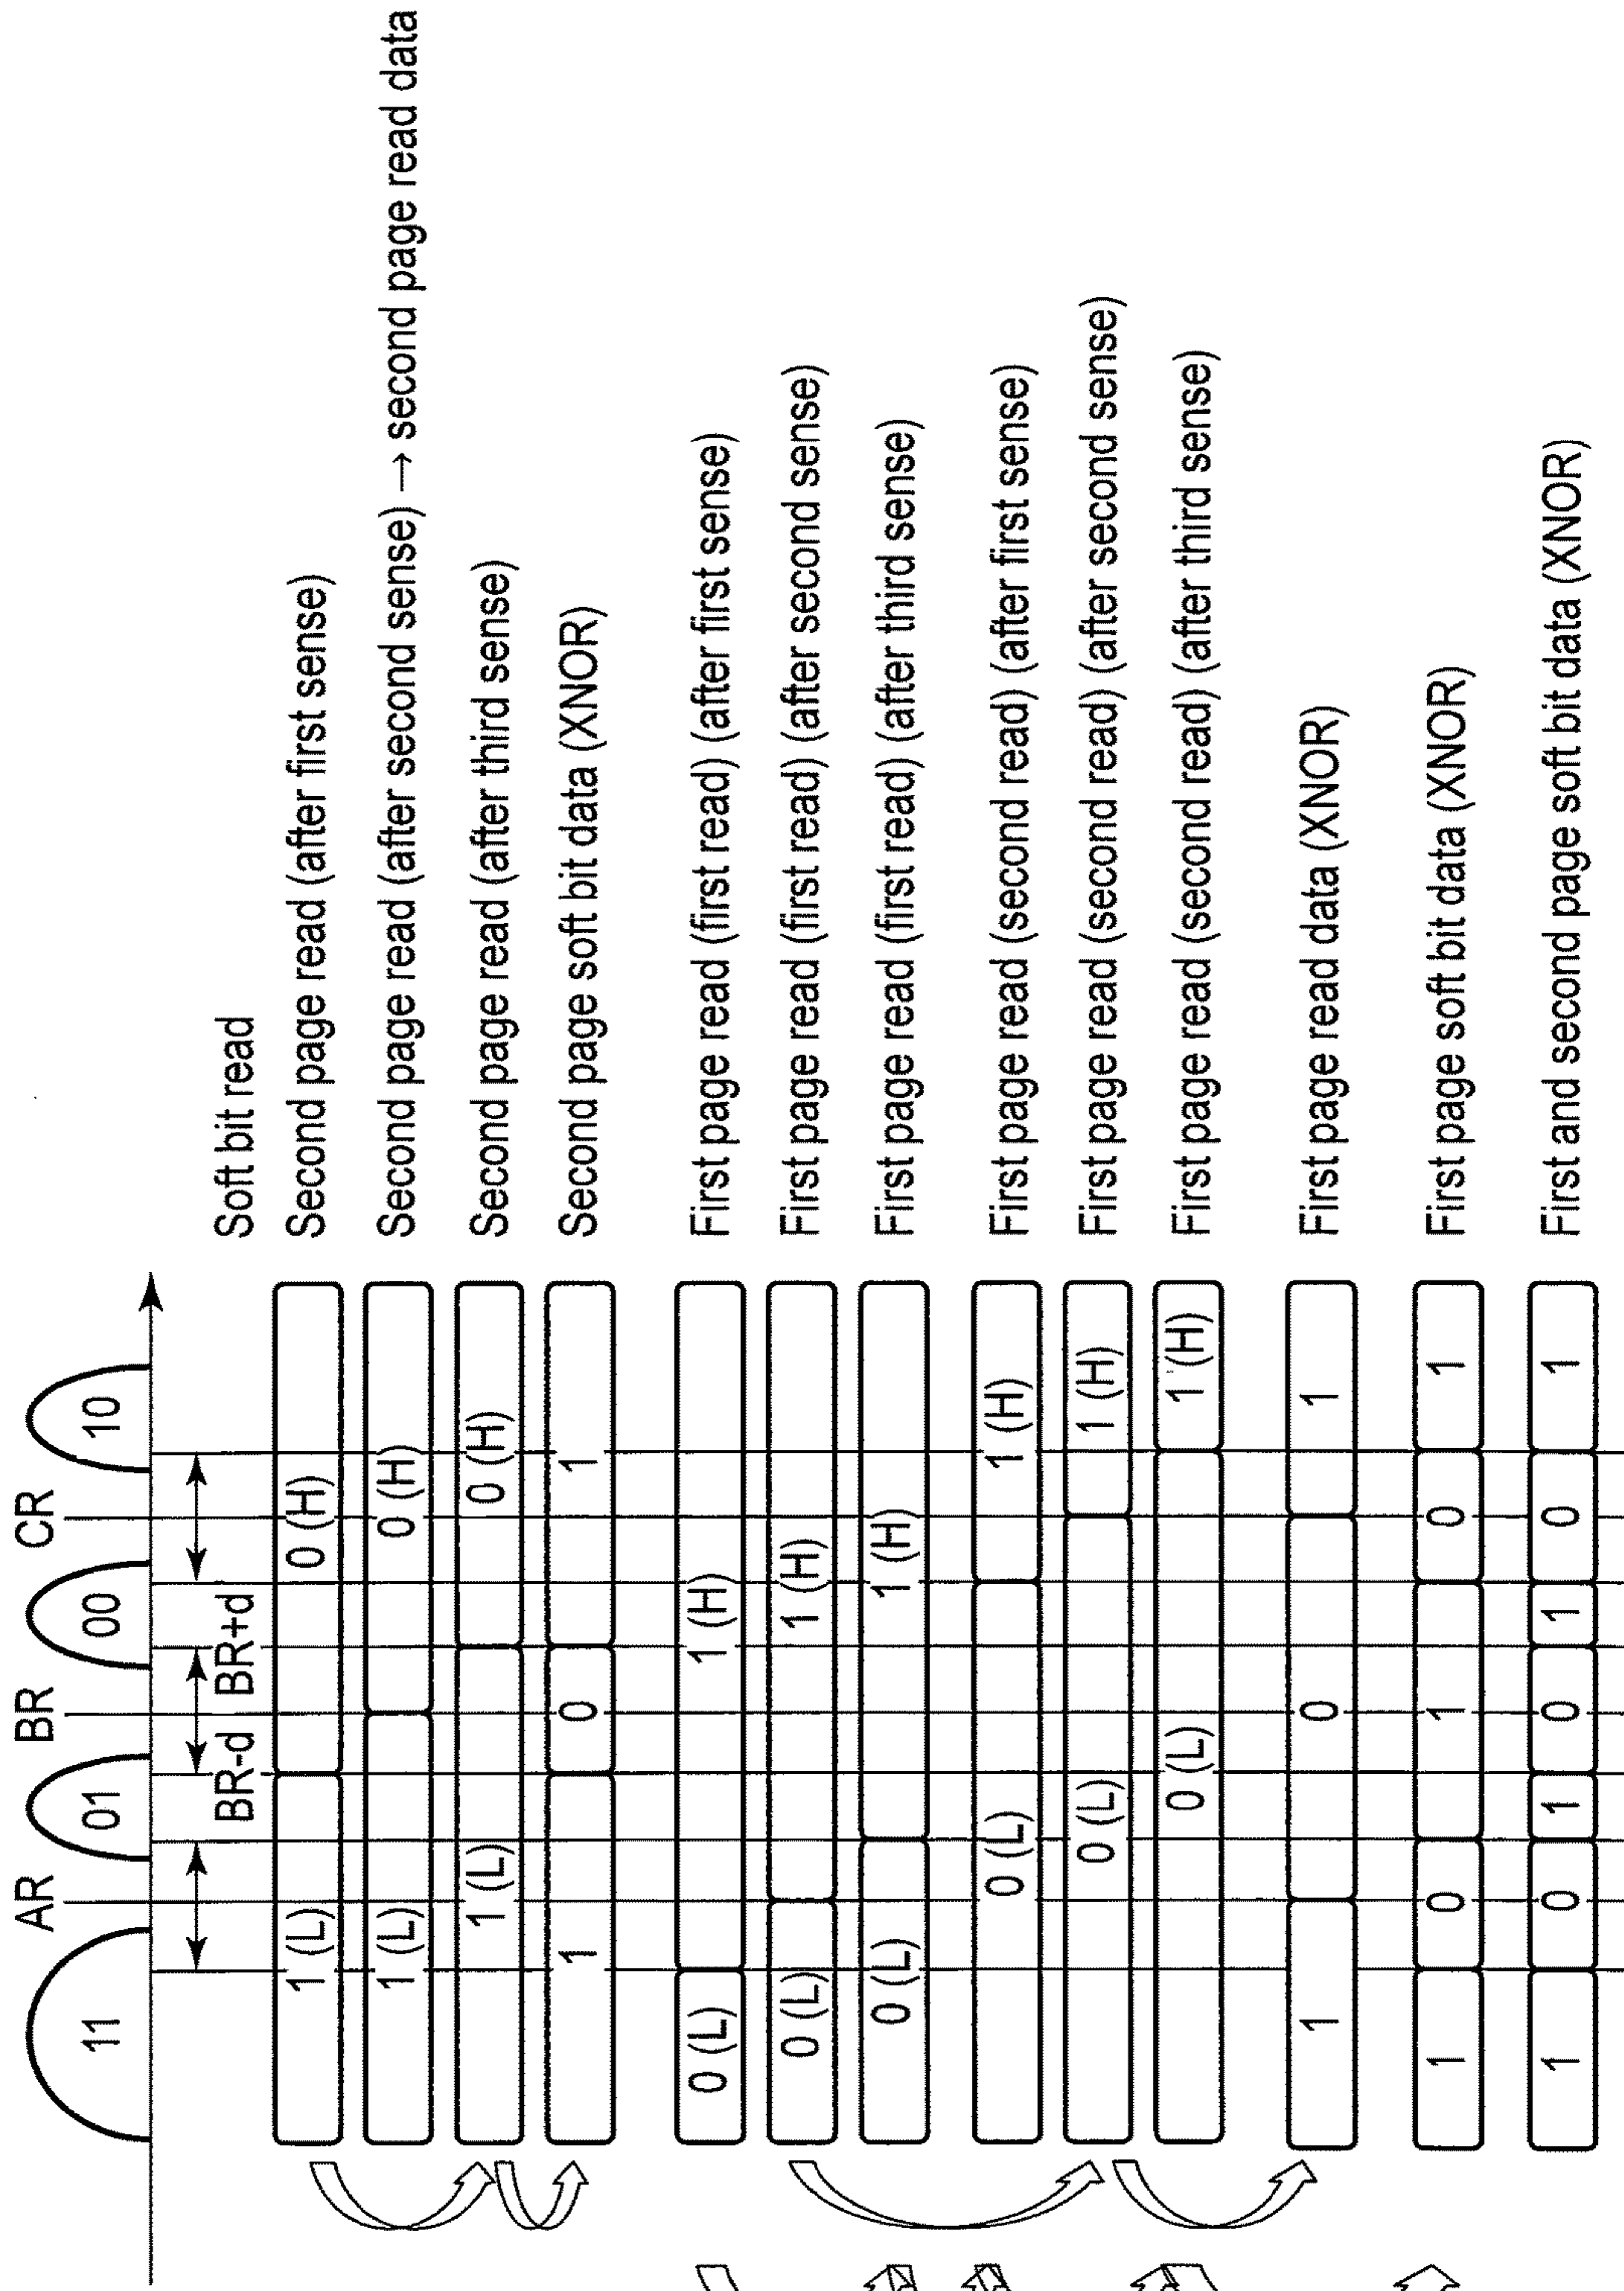 AR BR CR
11 01 00 10
BR-d BR+d
Soft bit read
1 (L) 0 (H) Second page read (after first sense)
1 (L) 0 (H) Second page read (after second sense) → second page read data
1 (L) 0 (H) Second page read (after third sense)
1 0 1 Second page soft bit data (XNOR)
0 (L) 1 (H) First page read (first read) (after first sense)
0 (L) 1 (H) First page read (first read) (after second sense)
0 (L) 1 (H) First page read (first read) (after third sense)
0 (L) 1 (H) First page read (second read) (after first sense)
0 (L) 1 (H) First page read (second read) (after second sense)
0 (L) 1 (H) First page read (second read) (after third sense)
1 0 1 First page read data (XNOR)
1 0 1 0 1 First page soft bit data (XNOR)
1 0 1 0 1 0 1 First and second page soft bit data (XNOR)